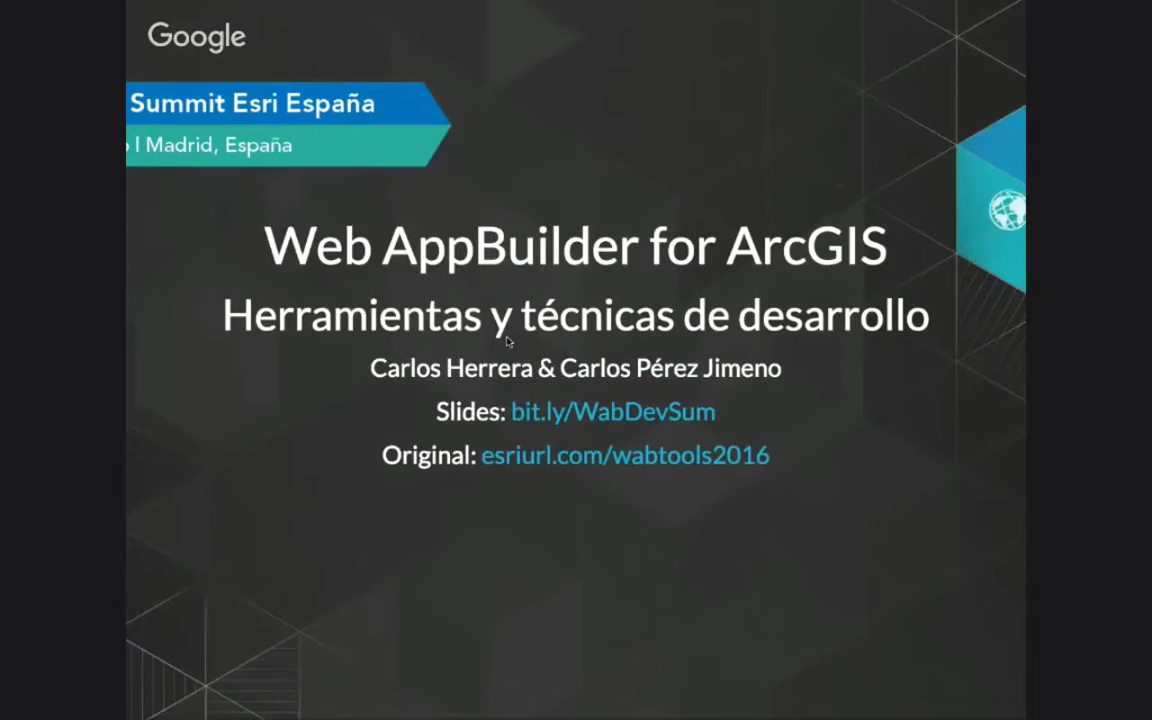 Google
Summit Esri España
| Madrid, España
Web AppBuilder for ArcGIS
Herramientas y técnicas de desarrollo
Carlos Herrera & Carlos Pérez Jimeno
Slides: bit.ly/WabDevSum
Original: esriurl.com/wabtools2016